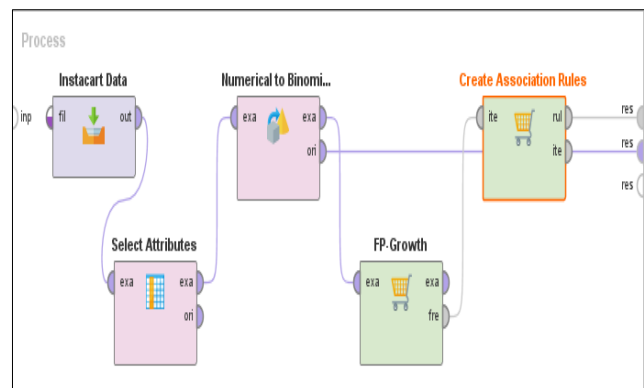 Process
Instacart Data
Numerical to Binomi...
Create Association Rules
inp
fil
out
exa
exa
ori
ite
rul
ite
res
res
res
Select Attributes
exa
exa
ori
FP-Growth
exa
exa
fre